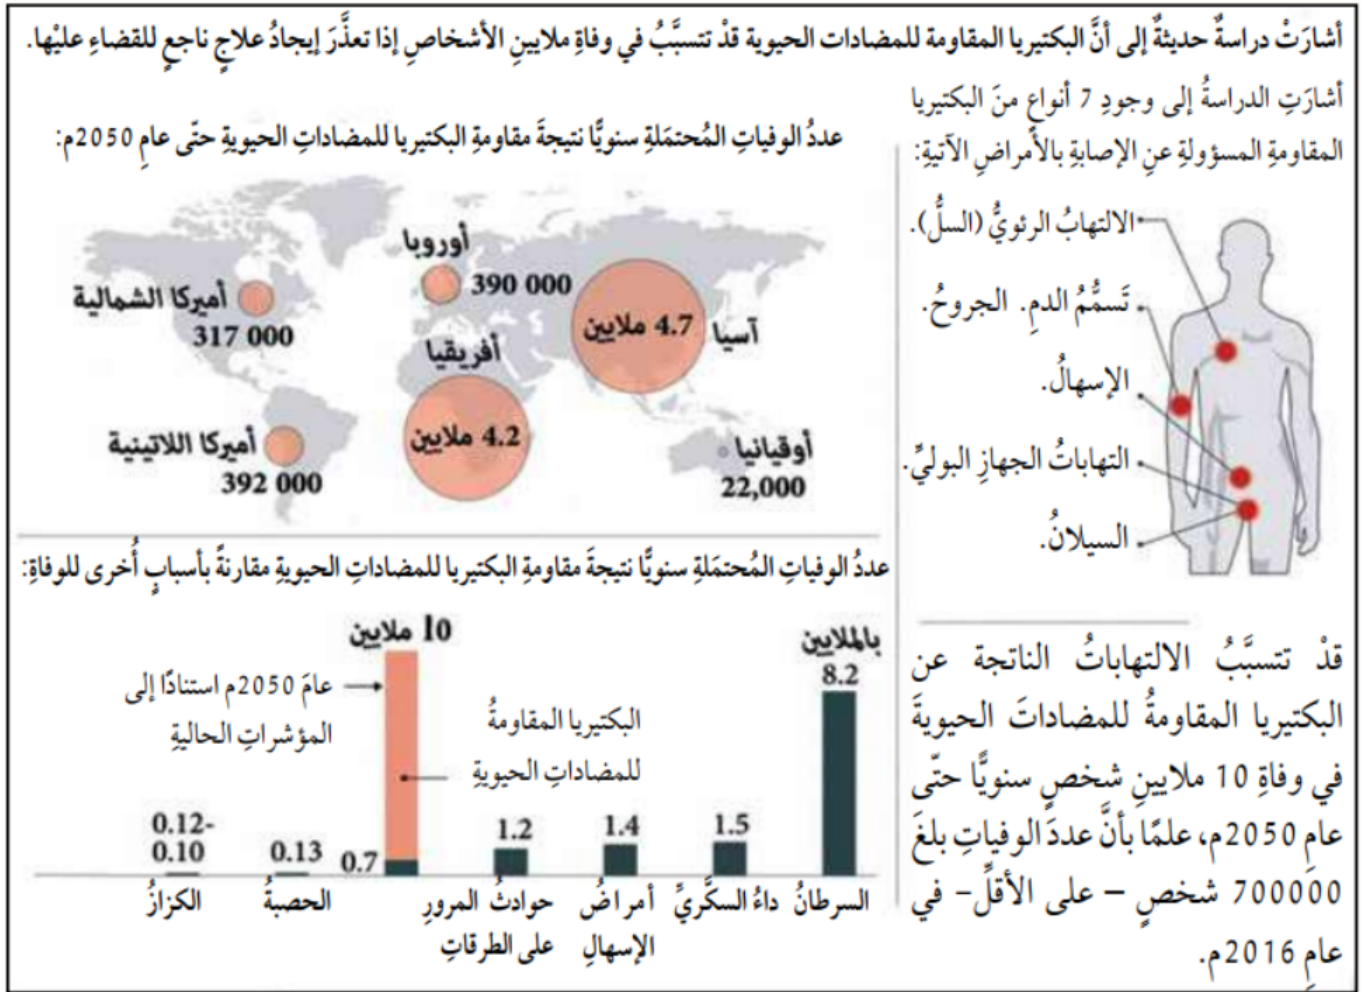 أشارَتْ دراسةٌ حديثةٌ إلى أنَّ البكتيريا المقاومة للمضادات الحيوية قدْ تتسبَّبُ في وفاةِ ملايينِ الأشخاصِ إذا تعذَّرَ إيجادُ علاجٍ ناجعٍ للقضاءِ عليْها.
أشارَتِ الدراسةُ إلى وجودِ 7 أنواعٍ منَ البكتيريا
المقاومةِ المسؤولةِ عنِ الإصابةِ بالأمراضِ الآتيةِ:
الالتهابُ الرئويُّ (السلُّ).
تَسمُّمُ الدمِ. الجروحُ.
الإسهالُ.
التهاباتُ الجهازِ البوليِّ.
السيلانُ.
قدْ تتسبَّبُ الالتهاباتُ الناتجة عن
البكتيريا المقاومةُ للمضاداتَ الحيويةَ
في وفاةِ 10 ملايينِ شخصٍ سنويًّا حتّى
عامِ 2050م، علمًا بأنَّ عددَ الوفياتِ بلغَ
700000 شخصٍ – على الأقلِّ- في
عامِ 2016م.
عددُ الوفياتِ المُحتمَلةِ سنويًّا نتيجةَ مقاومةِ البكتيريا للمضاداتِ الحيويةِ حتّى عامِ 2050م:
أوروبا
390 000
أميركا الشمالية
317 000
4.7 ملايين
آسيا
أفريقيا
4.2 ملايين
أميركا اللاتينية
392 000
أوقيانيا
22,000
عددُ الوفياتِ المُحتمَلةِ سنويًّا نتيجةَ مقاومةِ البكتيريا للمضاداتِ الحيويةِ مقارنةً بأسبابٍ أُخرى للوفاةِ:
بالملايين
8.2
10 ملايين
عامَ 2050م استنادًا إلى
المؤشراتِ الحاليةِ
البكتيريا المقاومةُ
للمضاداتِ الحيويةِ
1.5
1.4
1.2
0.7
0.13
0.12-
0.10
السرطانُ
داءُ السكَّريِّ
أمراضُ
الإسهالِ
حوادثُ المرورِ
على الطرقاتِ
الحصبةُ
الكزازُ